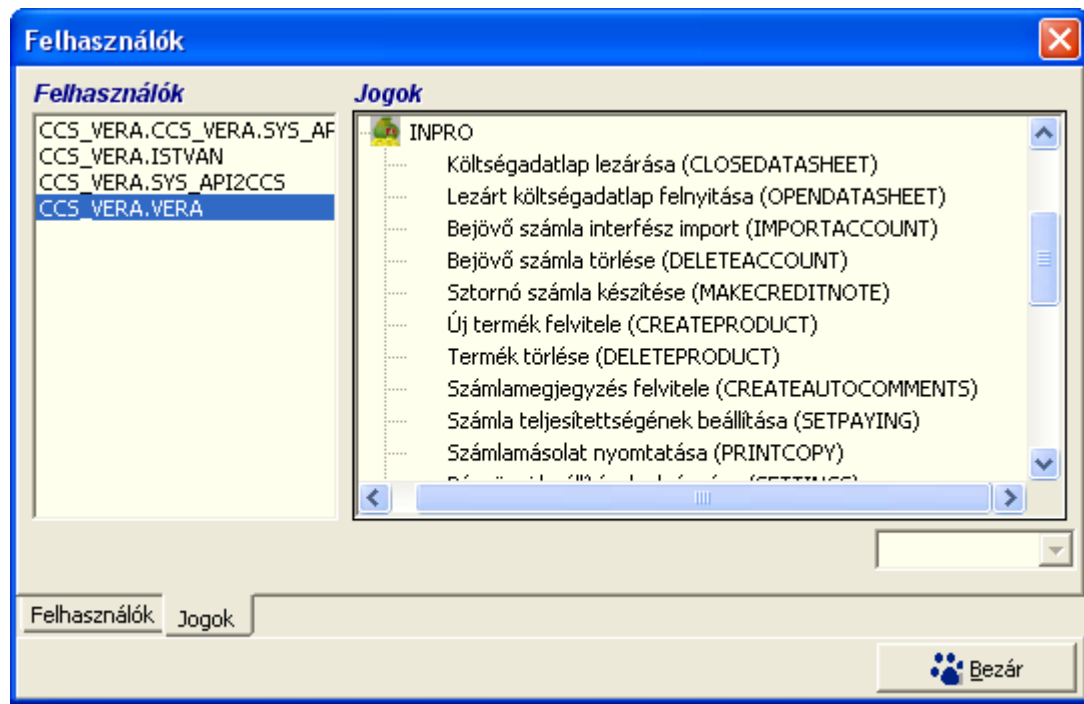 Felhasználók
Felhasználók
CCS_VERA.CCS_VERA.SYS_AF
CCS_VERA.ISTVAN
CCS_VERA.SYS_API2CCS
CCS_VERA.VERA
Jogok
INPRO
Költségadatlap lezárása (CLOSEDATASHEET)
Lezárt költségadatlap felnyitása (OPENDATASHEET)
Bejövő számla interfész import (IMPORTACCOUNT)
Bejövő számla törlése (DELETEACCOUNT)
Sztornó számla készítése (MAKECREDITNOTE)
Új termék felvitele (CREATEPRODUCT)
Termék törlése (DELETEPRODUCT)
Számlamegjegyzés felvitele (CREATEAUTOCOMMENTS)
Számla teljesítettségének beállítása (SETPAYING)
Számlamásolat nyomtatása (PRINTCOPY)
(SETTINGS)
Felhasználók
Jogok
Bezár